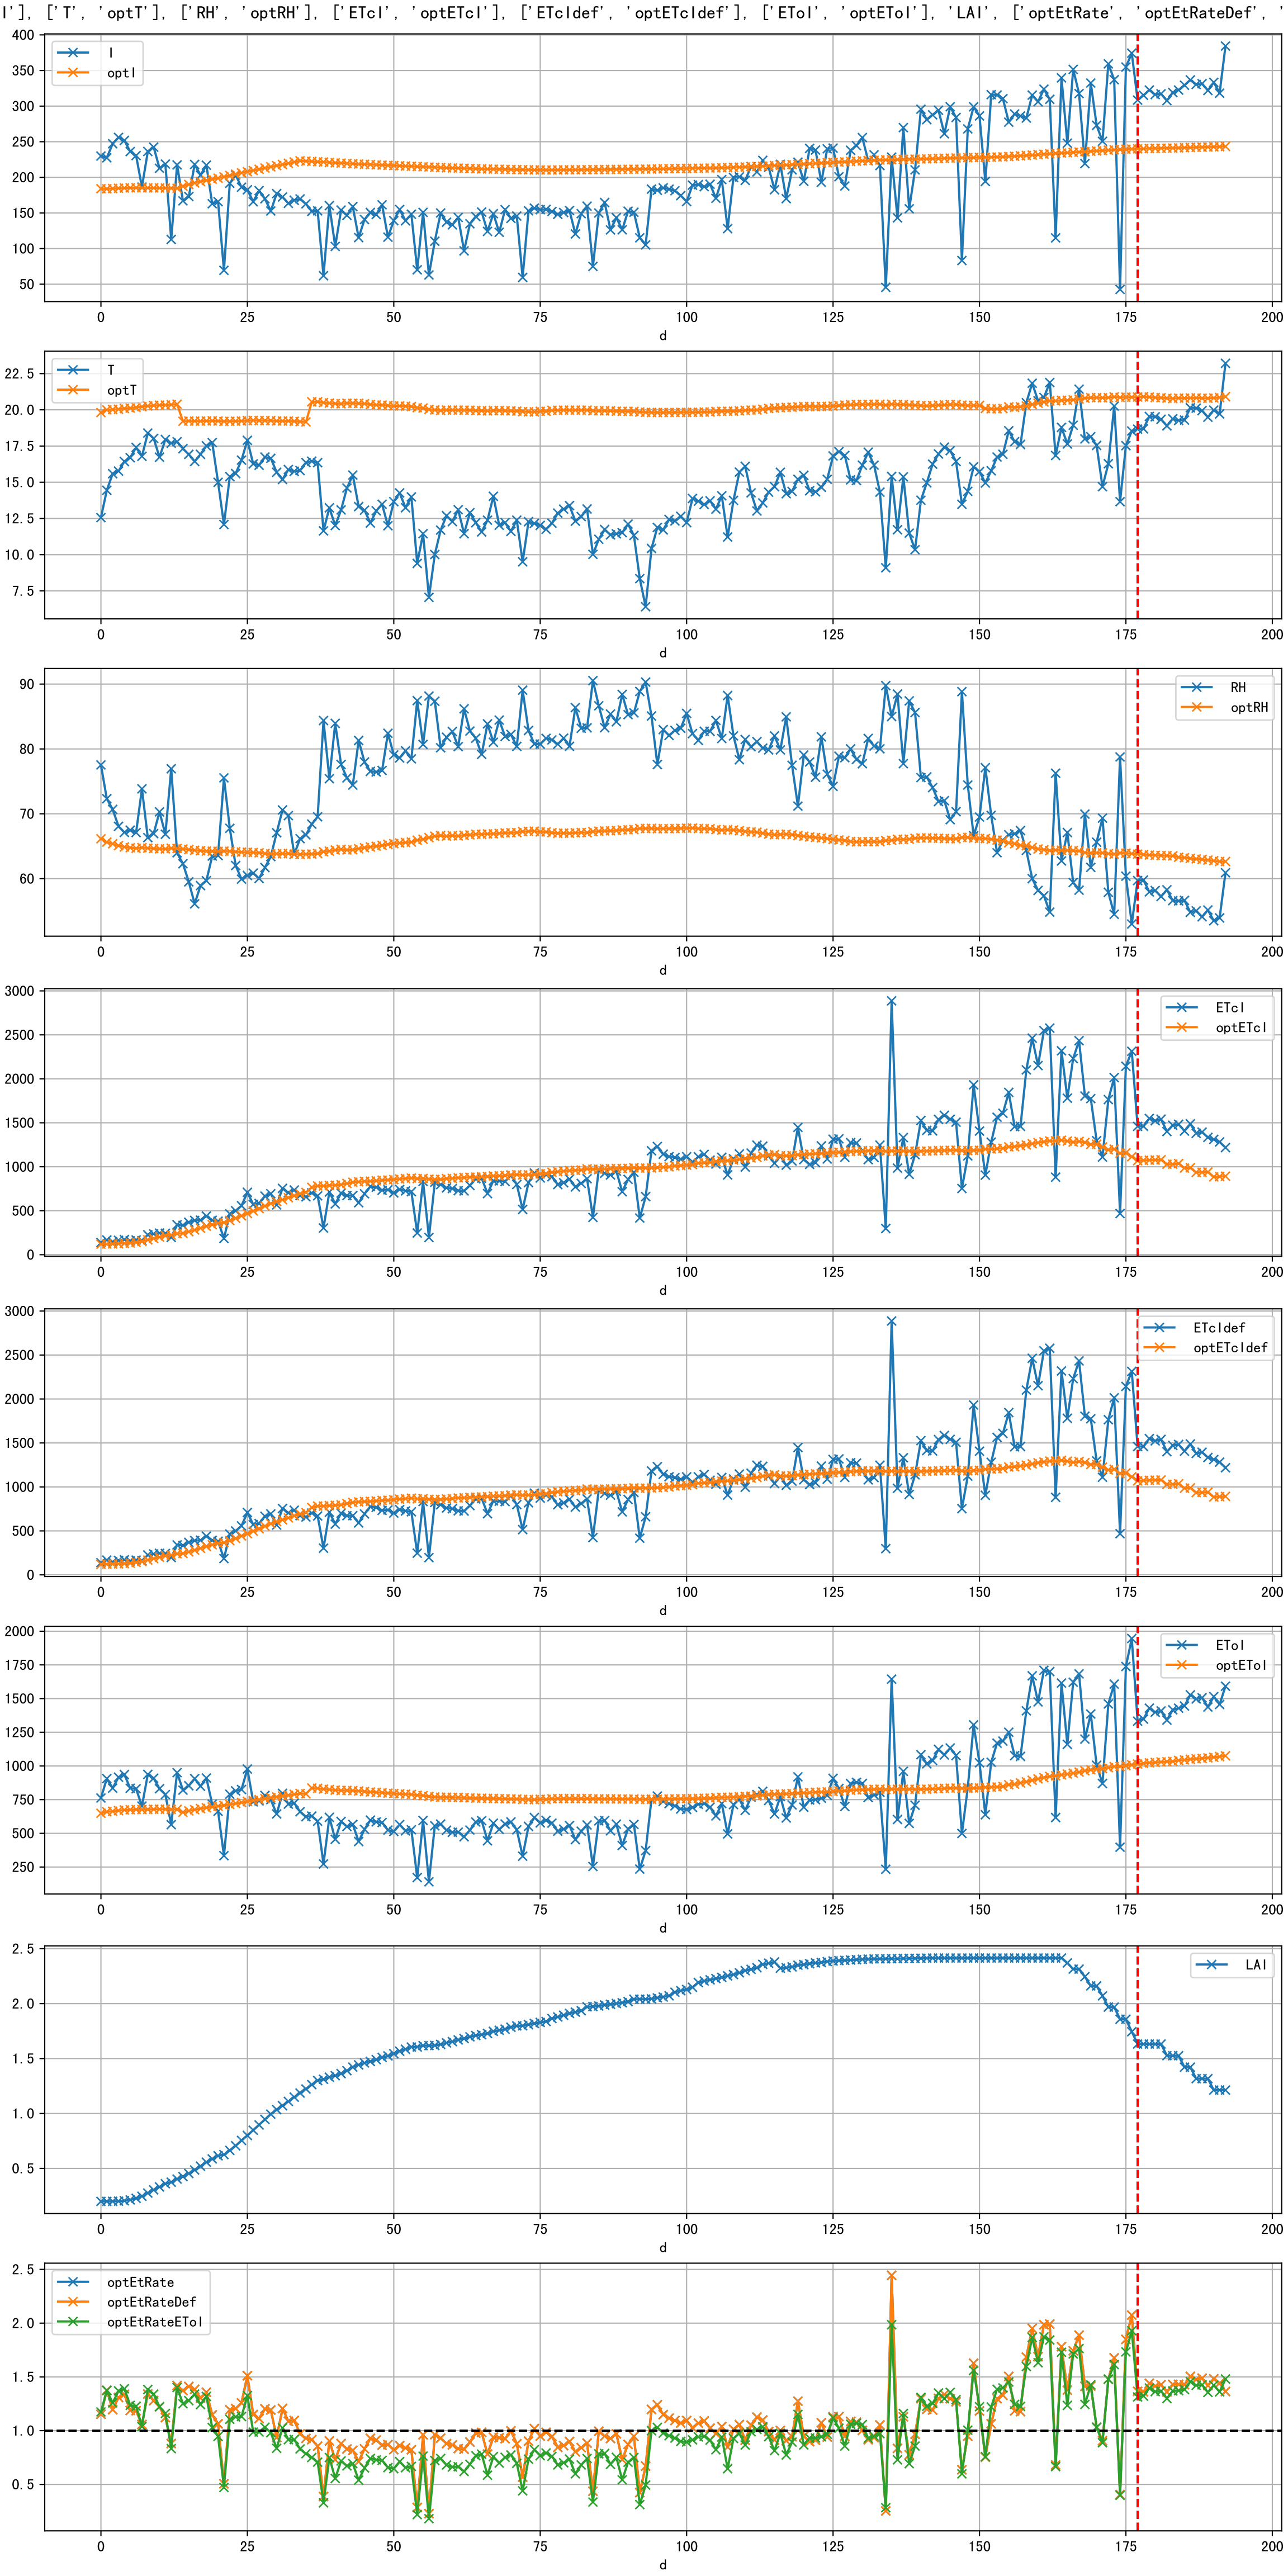 I'], ['T', 'optT'], ['RH', 'optRH'], ['ETcI', 'optETcI'], ['ETcIdef', 'optETcIdef'], ['EToI', 'optEToI'], 'LAI', ['optEtRate', 'optEtRateDef', '
400
350
300
250
200
150
100
50
I
optI
0 25 50 75 100 125 150 175 200
d
22.5
20.0
17.5
15.0
12.5
10.0
7.5
T
optT
0 25 50 75 100 125 150 175 200
d
90
80
70
60
RH
optRH
0 25 50 75 100 125 150 175 200
d
3000
2500
2000
1500
1000
500
0
ETcI
optETcI
0 25 50 75 100 125 150 175 200
d
3000
2500
2000
1500
1000
500
0
ETcIdef
optETcIdef
0 25 50 75 100 125 150 175 200
d
2000
1750
1500
1250
1000
750
500
250
EToI
optEToI
0 25 50 75 100 125 150 175 200
d
2.5
2.0
1.5
1.0
0.5
LAI
0 25 50 75 100 125 150 175 200
d
2.5
2.0
1.5
1.0
0.5
optEtRate
optEtRateDef
optEtRateEToI
0 25 50 75 100 125 150 175 200
d